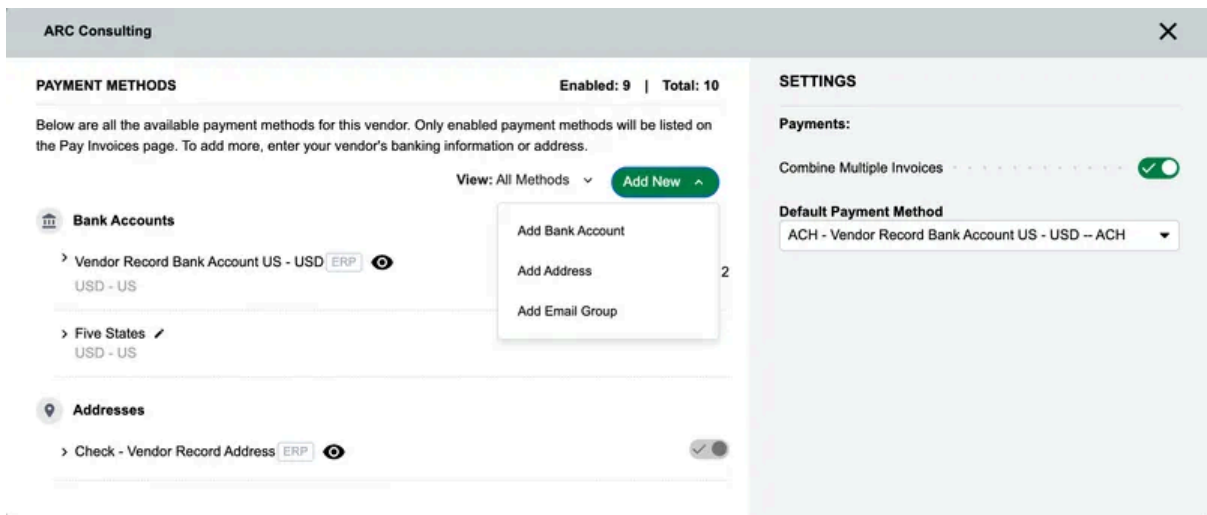 ARC Consulting
PAYMENT METHODS
Enabled: 9 | Total: 10
Below are all the available payment methods for this vendor. Only enabled payment methods will be listed on
the Pay Invoices page. To add more, enter your vendor's banking information or address.
View: All Methods
Add New
Add Bank Account
Add Address
Add Email Group
Bank Accounts
Vendor Record Bank Account US - USD ERP
2
USD - US
Five States
USD - US
Addresses
Check - Vendor Record Address ERP
SETTINGS
Payments:
Combine Multiple Invoices
Default Payment Method
ACH - Vendor Record Bank Account US - USD -- ACH